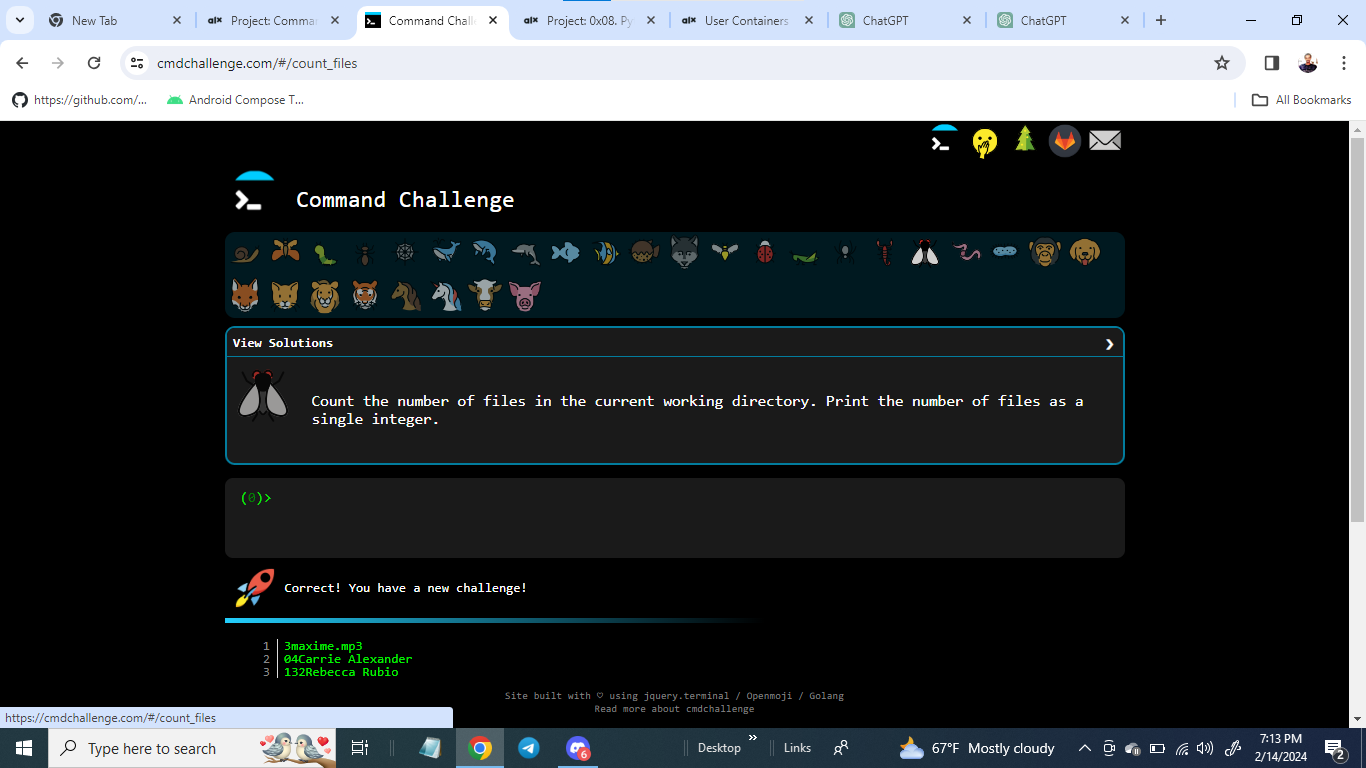 New Tab
Project: Comma
Command Challe
Project: 0x08. Py
User Containers
ChatGPT
ChatGPT
cmdchallenge.com/#/count_files
https://github.com/...
Android Compose T...
All Bookmarks
Command Challenge
View Solutions
Count the number of files in the current working directory. Print the number of files as a
single integer.
(0)>
Correct! You have a new challenge!
1 3maxime.mp3
2 04Carrie Alexander
3 132Rebecca Rubio
Site built with ♡ using jquery.terminal / Openmoji / Golang
Read more about cmdchallenge
https://cmdchallenge.com/#/count_files
Type here to search
6
Desktop
Links
67°F Mostly cloudy
7:13 PM
2/14/2024
2